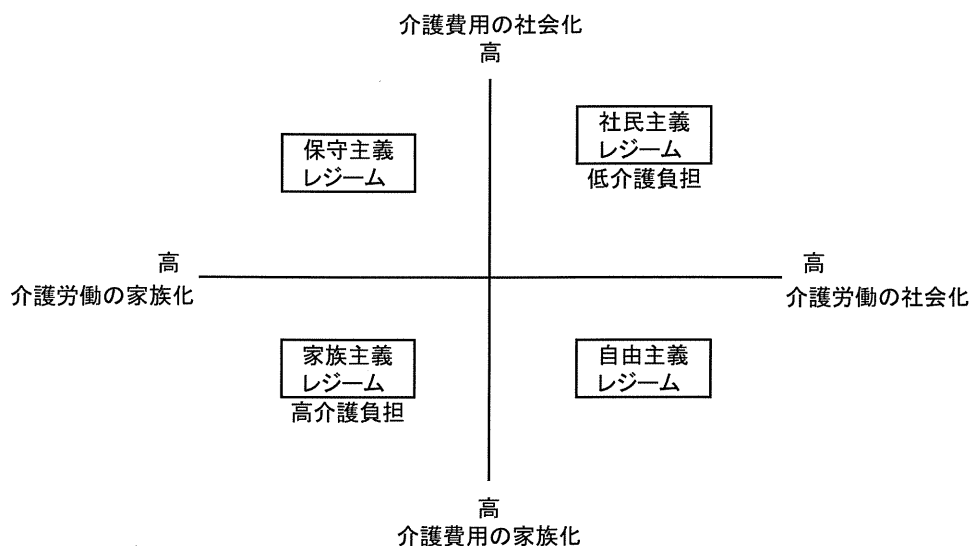 介護費用の社会化
高
社民主義
レジーム
低介護負担
保守主義
レジーム
高
介護労働の家族化
高
介護労働の社会化
家族主義
レジーム
高介護負担
自由主義
レジーム
高
介護費用の家族化